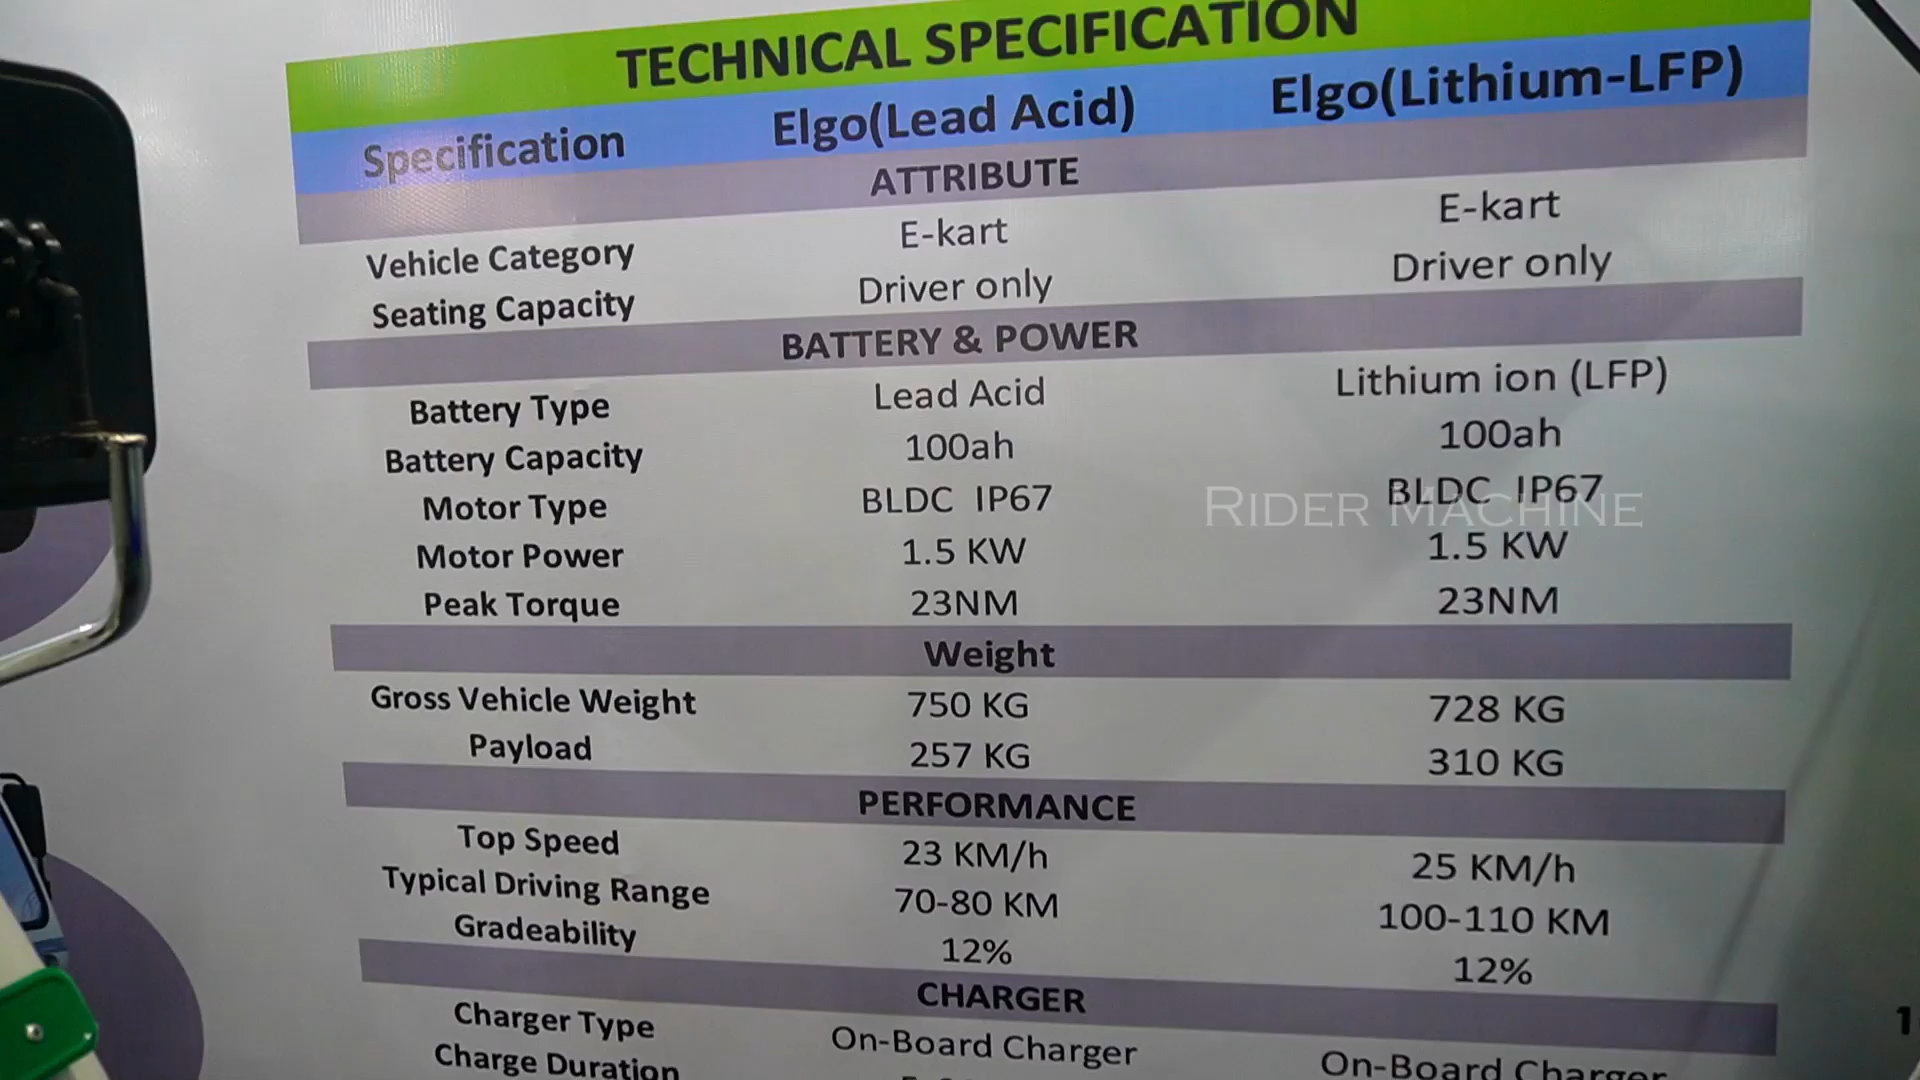 TECHNICAL SPECIFICATION
Specification Elgo(Lead Acid) Elgo(Lithium-LFP)
ATTRIBUTE
Vehicle Category E-kart E-kart
Seating Capacity Driver only Driver only
BATTERY & POWER
Battery Type Lead Acid Lithium ion (LFP)
Battery Capacity 100ah 100ah
Motor Type BLDC IP67 BLDC IP67
RIDER MACHINE
Motor Power 1.5 KW 1.5 KW
Peak Torque 23NM 23NM
Weight
Gross Vehicle Weight 750 KG 728 KG
Payload 257 KG 310 KG
PERFORMANCE
Top Speed 23 KM/h 25 KM/h
Typical Driving Range 70-80 KM 100-110 KM
Gradeability 12% 12%
CHARGER
Charger Type On-Board Charger On-Board Charger
Charge Duration
1